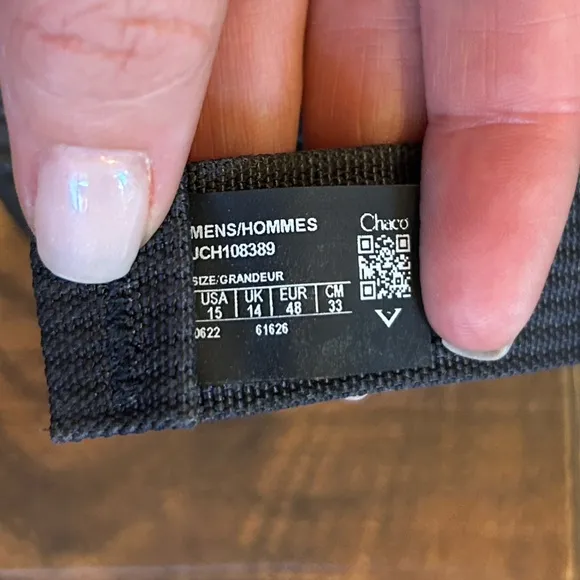 MENS/HOMMES
JCH108389
Chaco
SIZE/GRANDEUR
USA UK EUR CM
15 14 48 33
0622 61626